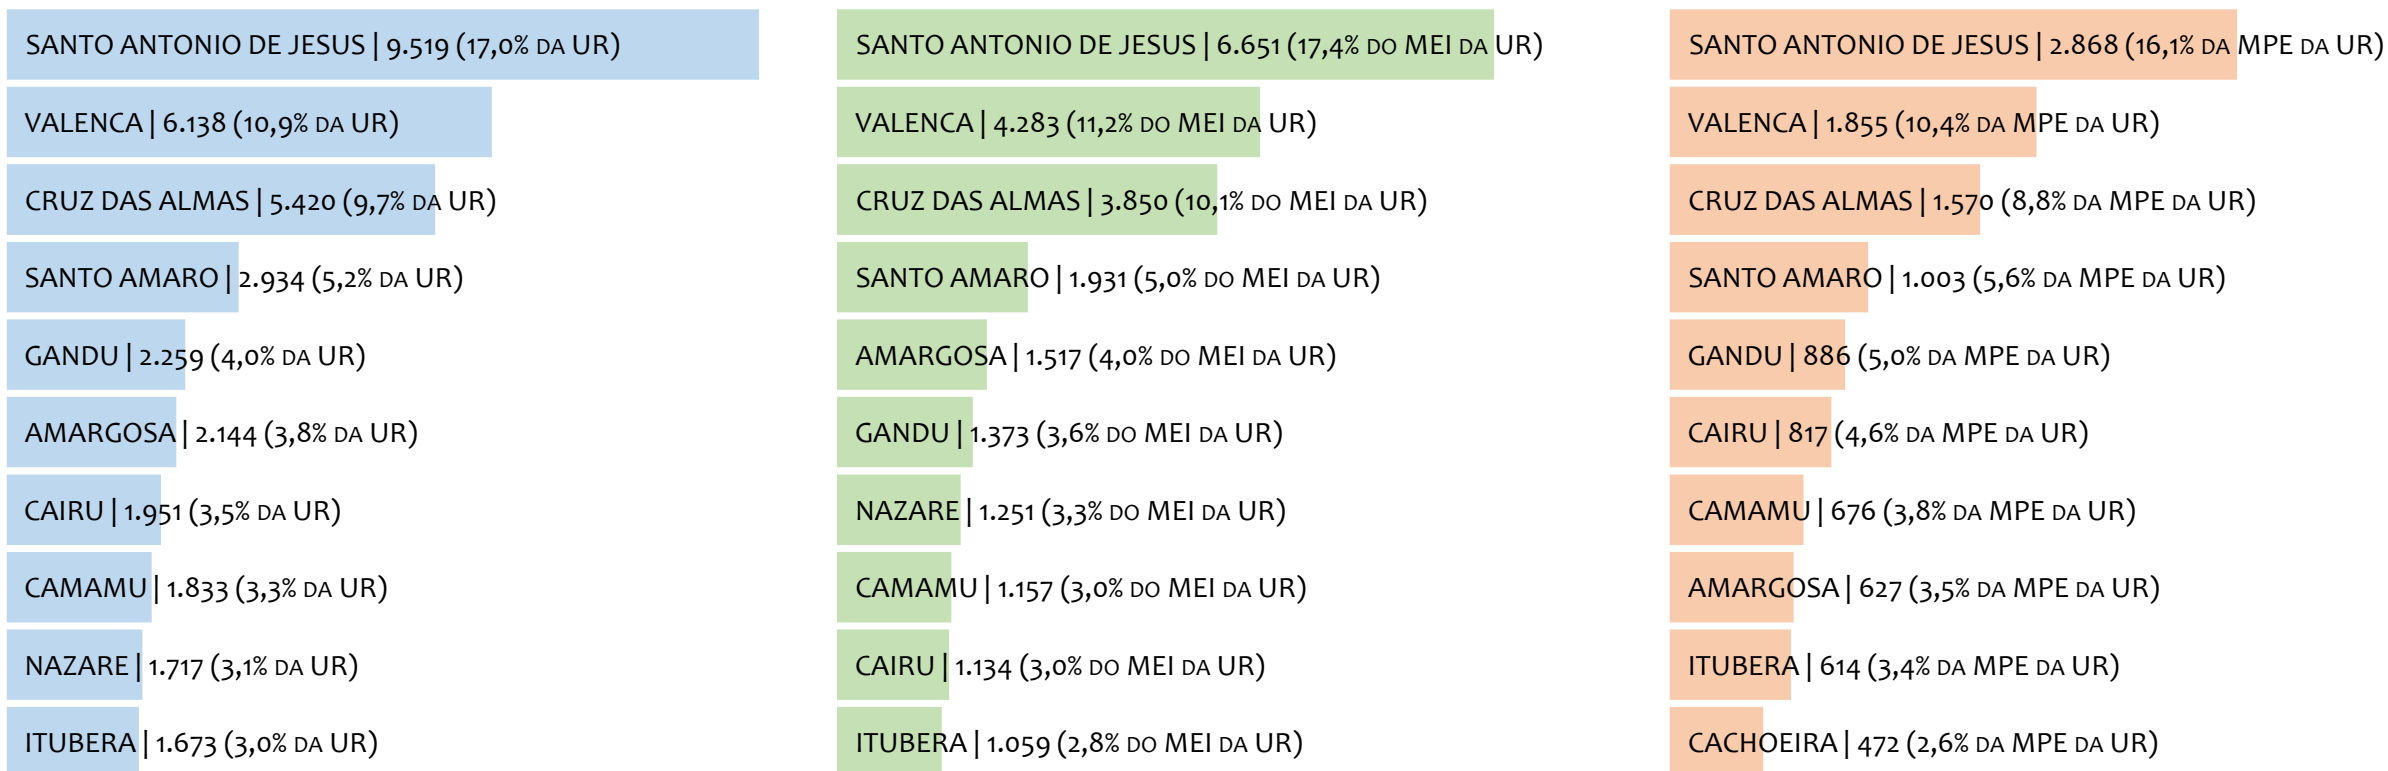 SANTO ANTONIO DE JESUS | 9.519 (17,0% DA UR)
VALENCA | 6.138 (10,9% DA UR)
CRUZ DAS ALMAS | 5.420 (9,7% DA UR)
SANTO AMARO | 2.934 (5,2% DA UR)
GANDU | 2.259 (4,0% DA UR)
AMARGOSA | 2.144 (3,8% DA UR)
CAIRU | 1.951 (3,5% DA UR)
CAMAMU | 1.833 (3,3% DA UR)
NAZARE | 1.717 (3,1% DA UR)
ITUBERA | 1.673 (3,0% DA UR)
SANTO ANTONIO DE JESUS | 6.651 (17,4% DO MEI DA UR)
VALENCA | 4.283 (11,2% DO MEI DA UR)
CRUZ DAS ALMAS | 3.850 (10,1% DO MEI DA UR)
SANTO AMARO | 1.931 (5,0% DO MEI DA UR)
AMARGOSA | 1.517 (4,0% DO MEI DA UR)
GANDU | 1.373 (3,6% DO MEI DA UR)
NAZARE | 1.251 (3,3% DO MEI DA UR)
CAMAMU | 1.157 (3,0% DO MEI DA UR)
CAIRU | 1.134 (3,0% DO MEI DA UR)
ITUBERA | 1.059 (2,8% DO MEI DA UR)
SANTO ANTONIO DE JESUS | 2.868 (16,1% DA MPE DA UR)
VALENCA | 1.855 (10,4% DA MPE DA UR)
CRUZ DAS ALMAS | 1.570 (8,8% DA MPE DA UR)
SANTO AMARO | 1.003 (5,6% DA MPE DA UR)
GANDU | 886 (5,0% DA MPE DA UR)
CAIRU | 817 (4,6% DA MPE DA UR)
CAMAMU | 676 (3,8% DA MPE DA UR)
AMARGOSA | 627 (3,5% DA MPE DA UR)
ITUBERA | 614 (3,4% DA MPE DA UR)
CACHOEIRA | 472 (2,6% DA MPE DA UR)